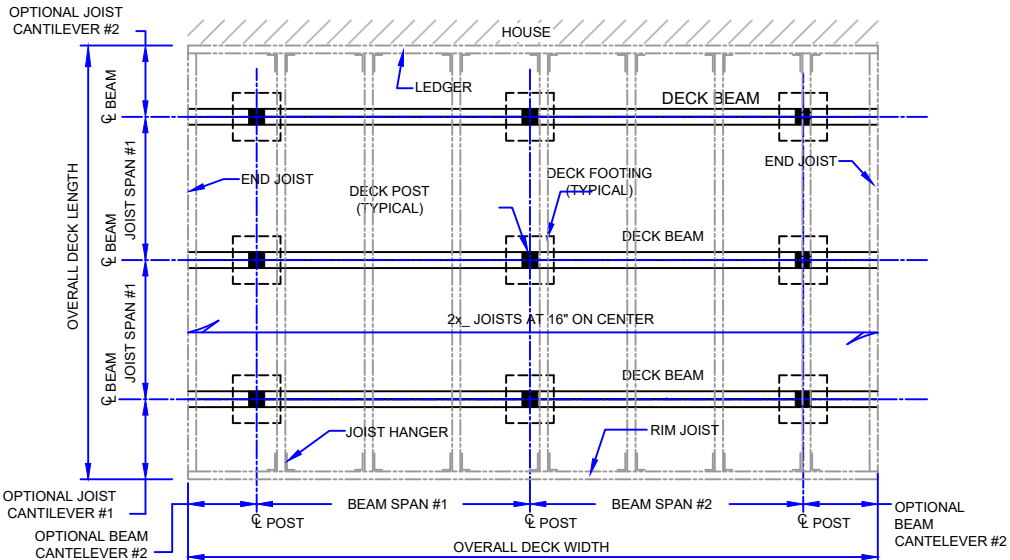 OPTIONAL JOIST
CANTILEVER #2
HOUSE
LEDGER
℄ BEAM
DECK BEAM
JOIST SPAN #1
END JOIST
END JOIST
DECK POST
(TYPICAL)
DECK FOOTING
(TYPICAL)
OVERALL DECK LENGTH
℄ BEAM
DECK BEAM
2x_ JOISTS AT 16" ON CENTER
JOIST SPAN #1
℄ BEAM
DECK BEAM
JOIST HANGER
RIM JOIST
OPTIONAL JOIST
CANTILEVER #1
BEAM SPAN #1
BEAM SPAN #2
OPTIONAL
BEAM
CANTELEVER #2
℄ POST
℄ POST
℄ POST
OPTIONAL BEAM
CANTELEVER #2
OVERALL DECK WIDTH